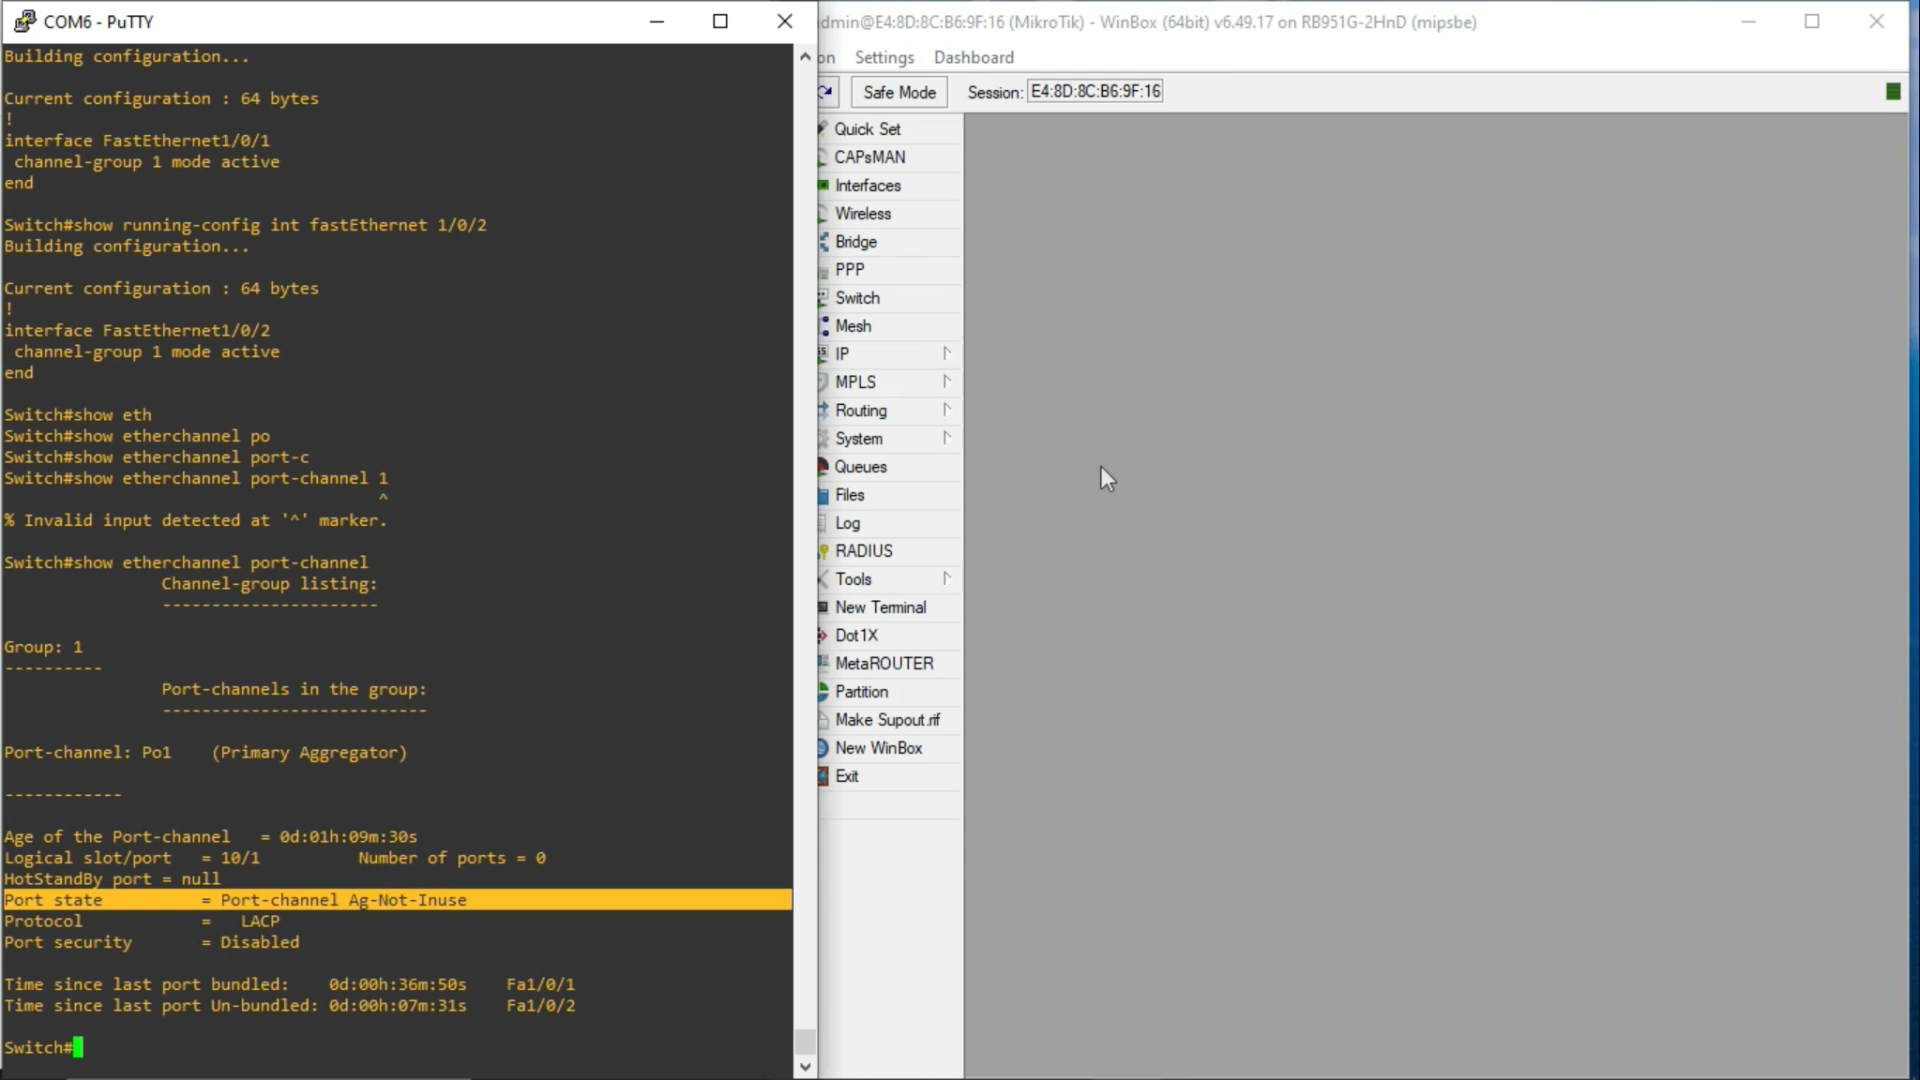 COM6 - PuTTY
Building configuration...
Current configuration : 64 bytes
!
interface FastEthernet1/0/1
 channel-group 1 mode active
end
Switch#show running-config int fastEthernet 1/0/2
Building configuration...
Current configuration : 64 bytes
!
interface FastEthernet1/0/2
 channel-group 1 mode active
end
Switch#show eth
Switch#show etherchannel po
Switch#show etherchannel port-c
Switch#show etherchannel port-channel 1
^
% Invalid input detected at '^' marker.
Switch#show etherchannel port-channel
Channel-group listing:
----------------------
Group: 1
----------
Port-channels in the group:
---------------------------
Port-channel: Po1    (Primary Aggregator)
------------
Age of the Port-channel   = 0d:01h:09m:30s
Logical slot/port   = 10/1          Number of ports = 0
HotStandBy port = null
Port state          = Port-channel Ag-Not-Inuse
Protocol            =   LACP
Port security       = Disabled
Time since last port bundled:    0d:00h:36m:50s    Fa1/0/1
Time since last port Un-bundled: 0d:00h:07m:31s    Fa1/0/2
Switch#
dmin@E4:8D:8C:B6:9F:16 (MikroTik) - WinBox (64bit) v6.49.17 on RB951G-2HnD (mipsbe)
on Settings Dashboard
Safe Mode Session: E4:8D:8C:B6:9F:16
Quick Set
CAPsMAN
Interfaces
Wireless
Bridge
PPP
Switch
Mesh
IP
MPLS
Routing
System
Queues
Files
Log
RADIUS
Tools
New Terminal
Dot1X
MetaROUTER
Partition
Make Supout.rif
New WinBox
Exit